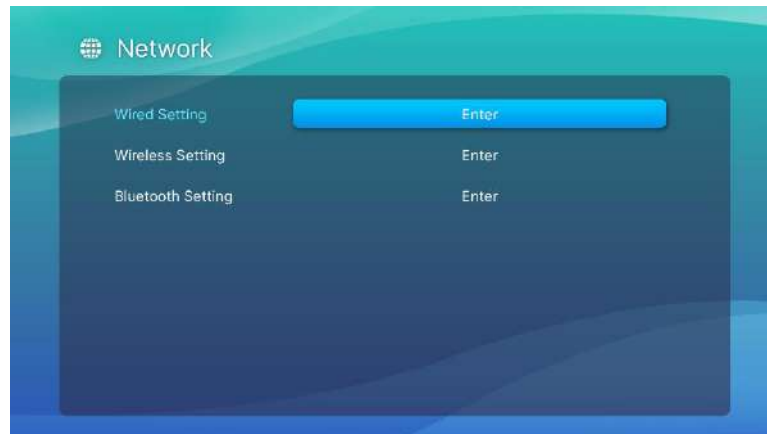 Network
Wired Setting Enter
Wireless Setting Enter
Bluetooth Setting Enter